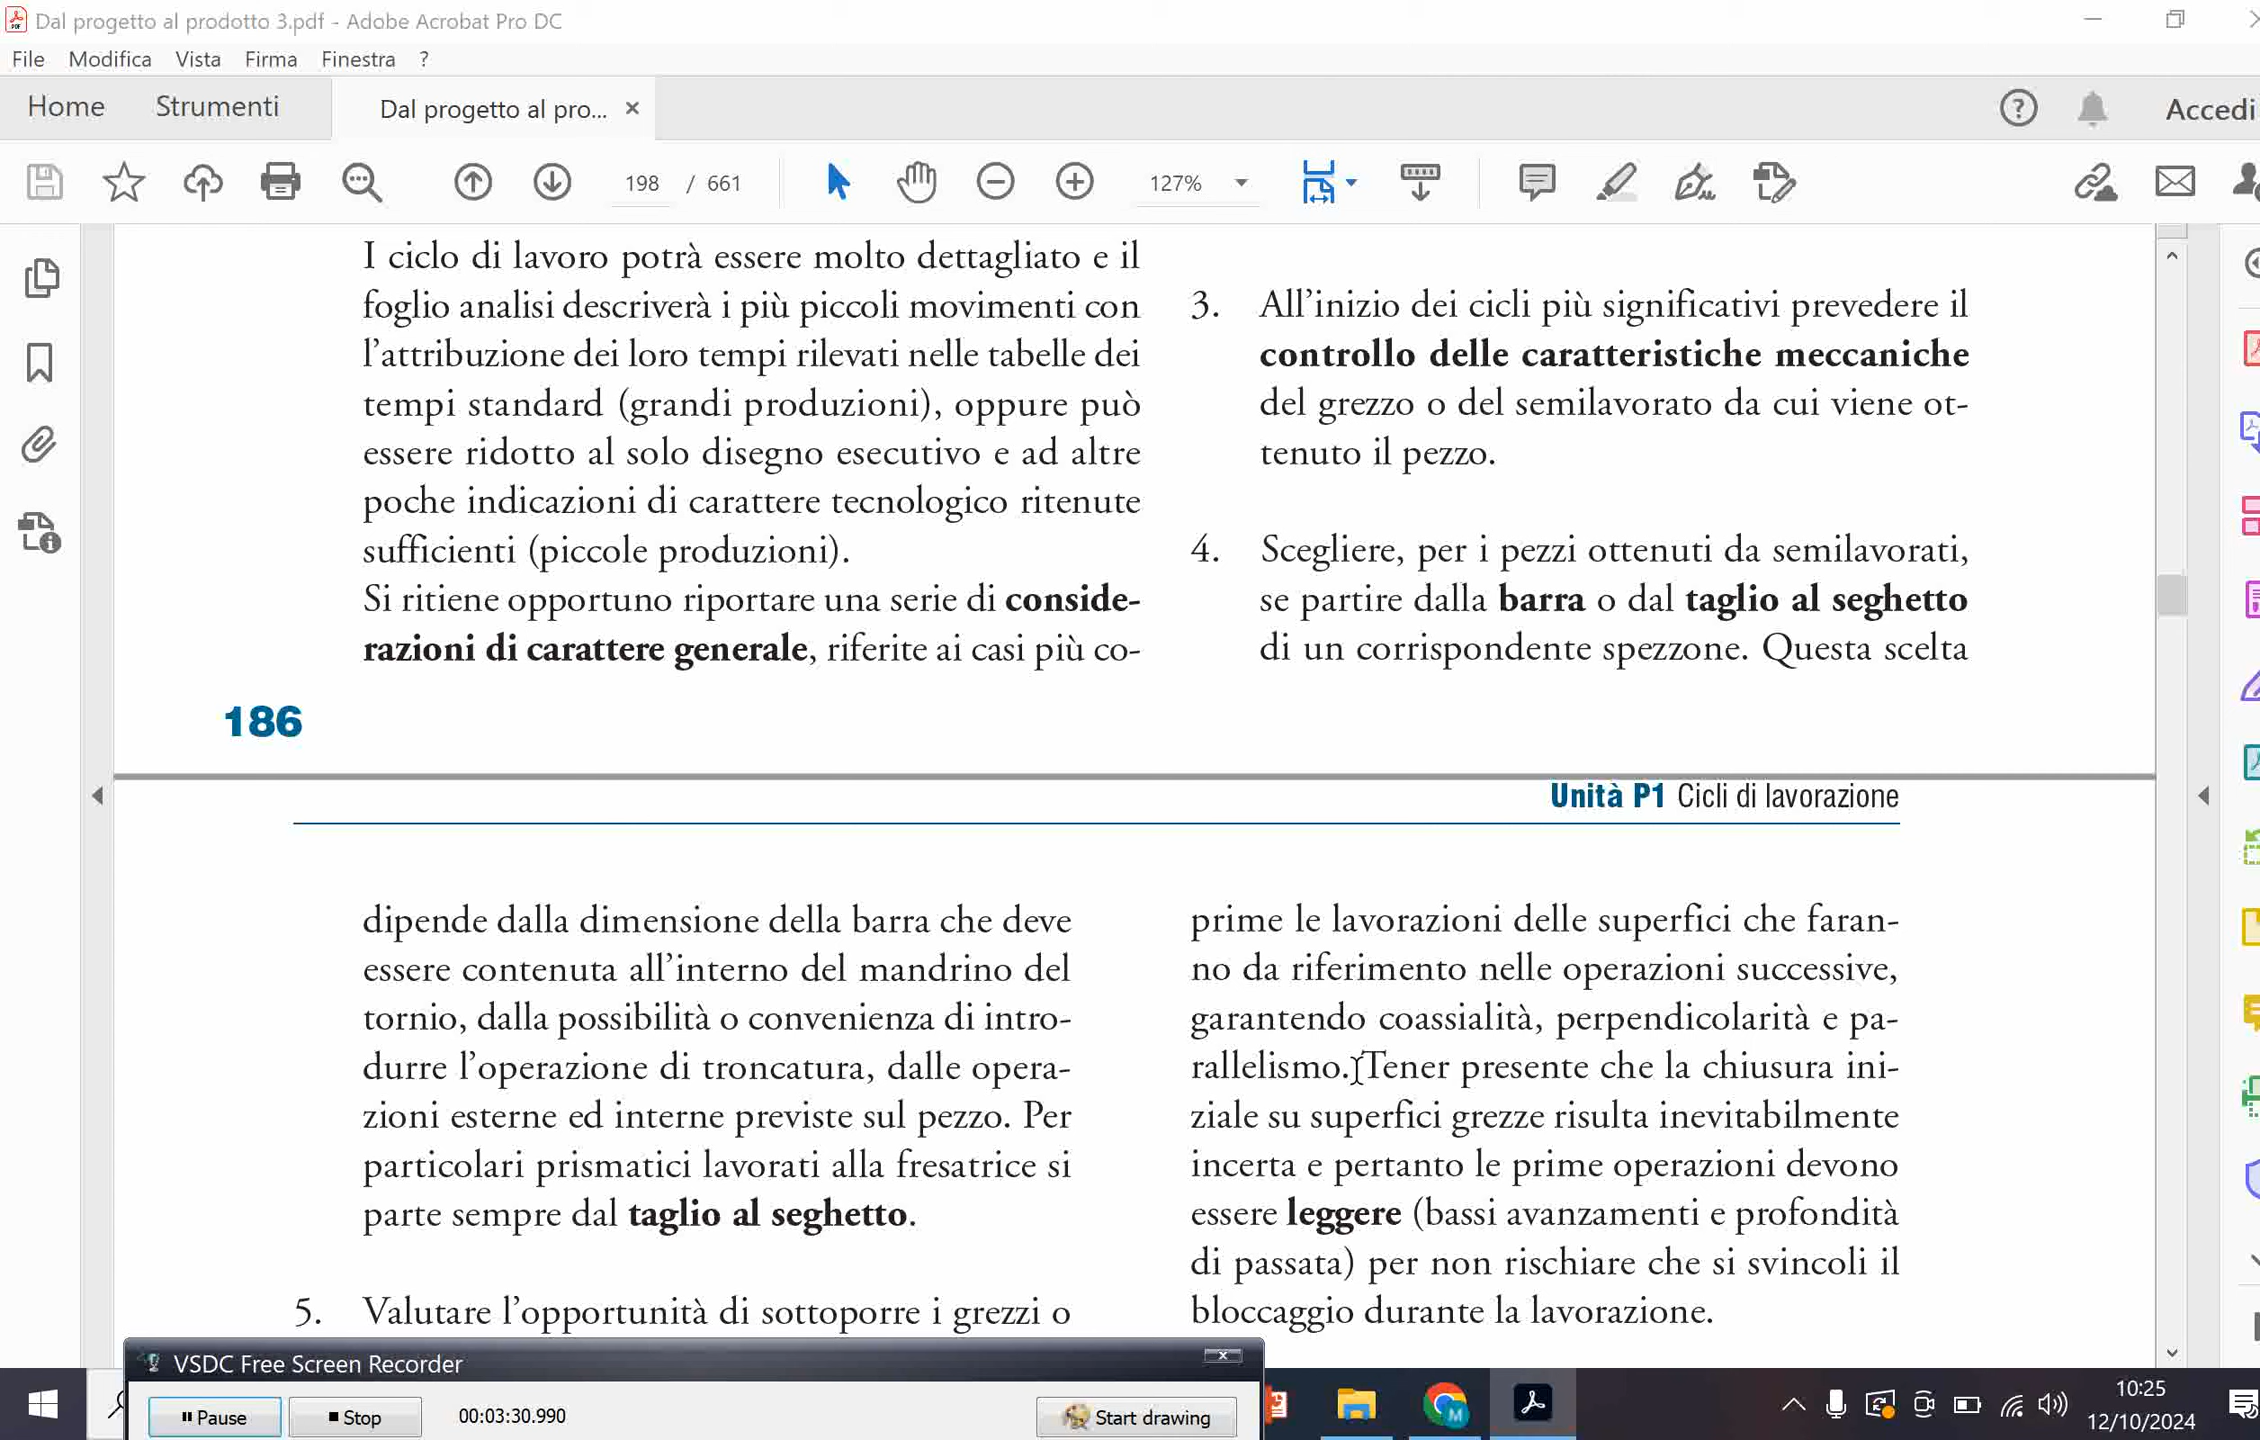 Dal progetto al prodotto 3.pdf - Adobe Acrobat Pro DC
File Modifica Vista Firma Finestra ?
Home Strumenti Dal progetto al pro... × Accedi
198 / 661 127%
I ciclo di lavoro potrà essere molto dettagliato e il
foglio analisi descriverà i più piccoli movimenti con
l'attribuzione dei loro tempi rilevati nelle tabelle dei
tempi standard (grandi produzioni), oppure può
essere ridotto al solo disegno esecutivo e ad altre
poche indicazioni di carattere tecnologico ritenute
sufficienti (piccole produzioni).
Si ritiene opportuno riportare una serie di conside-
razioni di carattere generale, riferite ai casi più co-
3. All'inizio dei cicli più significativi prevedere il
controllo delle caratteristiche meccaniche
del grezzo o del semilavorato da cui viene ot-
tenuto il pezzo.
4. Scegliere, per i pezzi ottenuti da semilavorati,
se partire dalla barra o dal taglio al seghetto
di un corrispondente spezzone. Questa scelta
186
Unità P1 Cicli di lavorazione
dipende dalla dimensione della barra che deve
essere contenuta all'interno del mandrino del
tornio, dalla possibilità o convenienza di intro-
durre l'operazione di troncatura, dalle opera-
zioni esterne ed interne previste sul pezzo. Per
particolari prismatici lavorati alla fresatrice si
parte sempre dal taglio al seghetto.
5. Valutare l'opportunità di sottoporre i grezzi o
prime le lavorazioni delle superfici che faran-
no da riferimento nelle operazioni successive,
garantendo coassialità, perpendicolarità e pa-
rallelismo. Tener presente che la chiusura ini-
ziale su superfici grezze risulta inevitabilmente
incerta e pertanto le prime operazioni devono
essere leggere (bassi avanzamenti e profondità
di passata) per non rischiare che si svincoli il
bloccaggio durante la lavorazione.
VSDC Free Screen Recorder
Pause Stop 00:03:30.990 Start drawing
10:25
12/10/2024